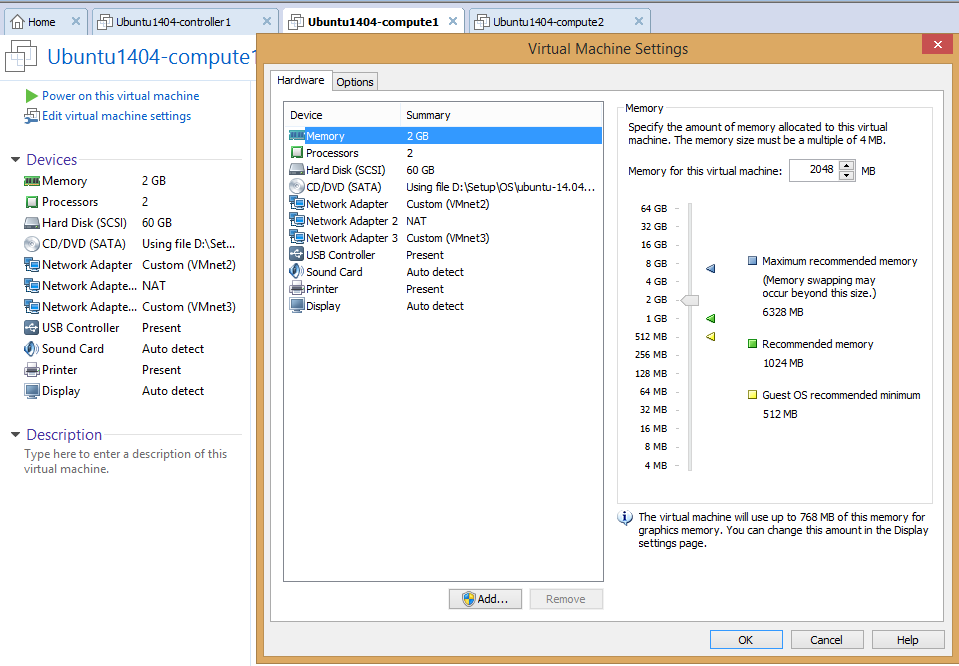 Home
Ubuntu1404-controller1
Ubuntu1404-compute1
Ubuntu1404-compute2
Ubuntu1404-compute1
Power on this virtual machine
Edit virtual machine settings
Devices
Memory 2 GB
Processors 2
Hard Disk (SCSI) 60 GB
CD/DVD (SATA) Using file D:\Set...
Network Adapter Custom (VMnet2)
Network Adapte... NAT
Network Adapte... Custom (VMnet3)
USB Controller Present
Sound Card Auto detect
Printer Present
Display Auto detect
Description
Type here to enter a description of this
virtual machine.
Virtual Machine Settings
Hardware
Options
Device Summary
Memory 2 GB
Processors 2
Hard Disk (SCSI) 60 GB
CD/DVD (SATA) Using file D:\Setup\OS\ubuntu-14.04...
Network Adapter Custom (VMnet2)
Network Adapter 2 NAT
Network Adapter 3 Custom (VMnet3)
USB Controller Present
Sound Card Auto detect
Printer Present
Display Auto detect
Add...
Remove
Memory
Specify the amount of memory allocated to this virtual
machine. The memory size must be a multiple of 4 MB.
Memory for this virtual machine: 2048 MB
64 GB
32 GB
16 GB
8 GB
4 GB
2 GB
1 GB
512 MB
256 MB
128 MB
64 MB
32 MB
16 MB
8 MB
4 MB
Maximum recommended memory
(Memory swapping may
occur beyond this size.)
6328 MB
Recommended memory
1024 MB
Guest OS recommended minimum
512 MB
The virtual machine will use up to 768 MB of this memory for
graphics memory. You can change this amount in the Display
settings page.
OK
Cancel
Help